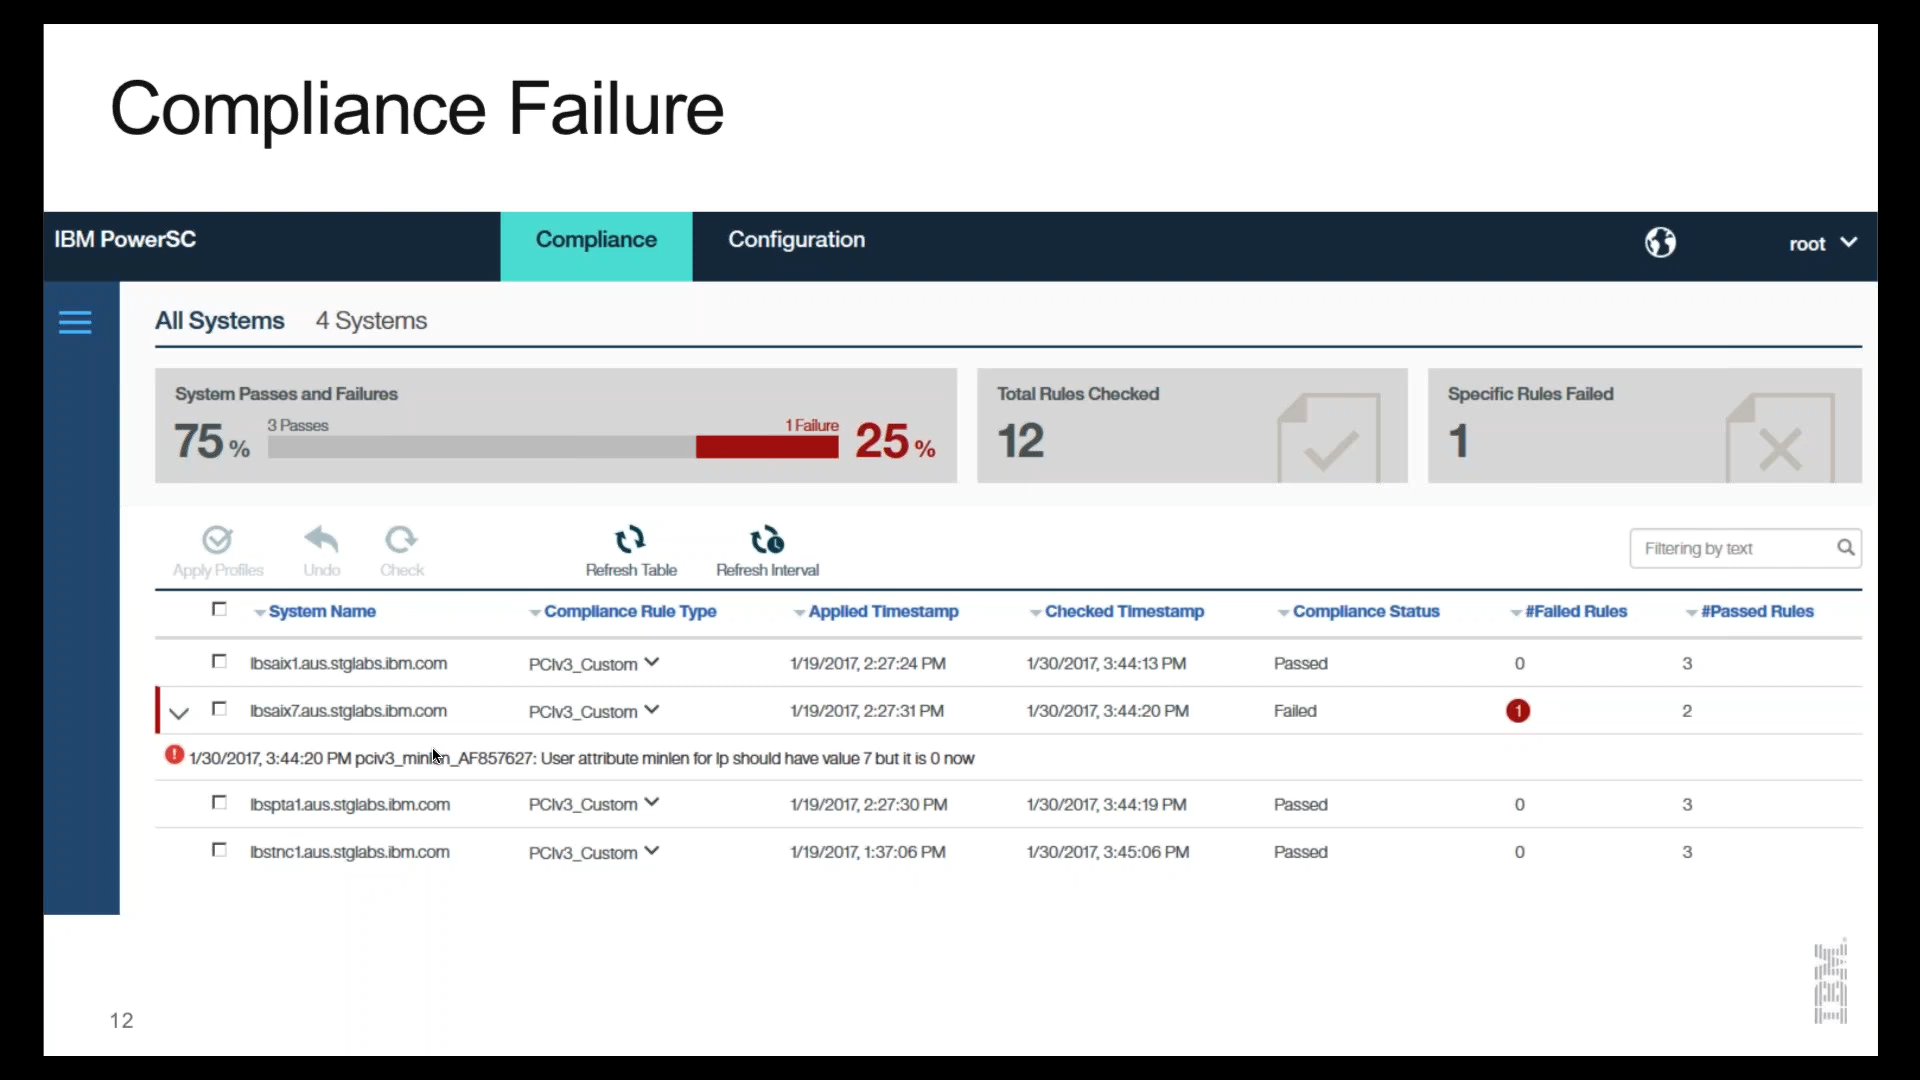 Compliance Failure
IBM PowerSC
Compliance
Configuration
root
All Systems 4 Systems
System Passes and Failures
75 %
3 Passes
1 Failure
25 %
Total Rules Checked
12
Specific Rules Failed
1
Apply Profiles
Undo
Check
Refresh Table
Refresh Interval
Filtering by text
System Name Compliance Rule Type Applied Timestamp Checked Timestamp Compliance Status #Failed Rules #Passed Rules
lbsaix1.aus.stglabs.ibm.com PCIv3_Custom 1/19/2017, 2:27:24 PM 1/30/2017, 3:44:13 PM Passed 0 3
lbsaix7.aus.stglabs.ibm.com PCIv3_Custom 1/19/2017, 2:27:31 PM 1/30/2017, 3:44:20 PM Failed 1 2
1/30/2017, 3:44:20 PM pciv3_minlen_AF857627: User attribute minlen for lp should have value 7 but it is 0 now
lbspta1.aus.stglabs.ibm.com PCIv3_Custom 1/19/2017, 2:27:30 PM 1/30/2017, 3:44:19 PM Passed 0 3
lbstnc1.aus.stglabs.ibm.com PCIv3_Custom 1/19/2017, 1:37:06 PM 1/30/2017, 3:45:06 PM Passed 0 3
IBM
12